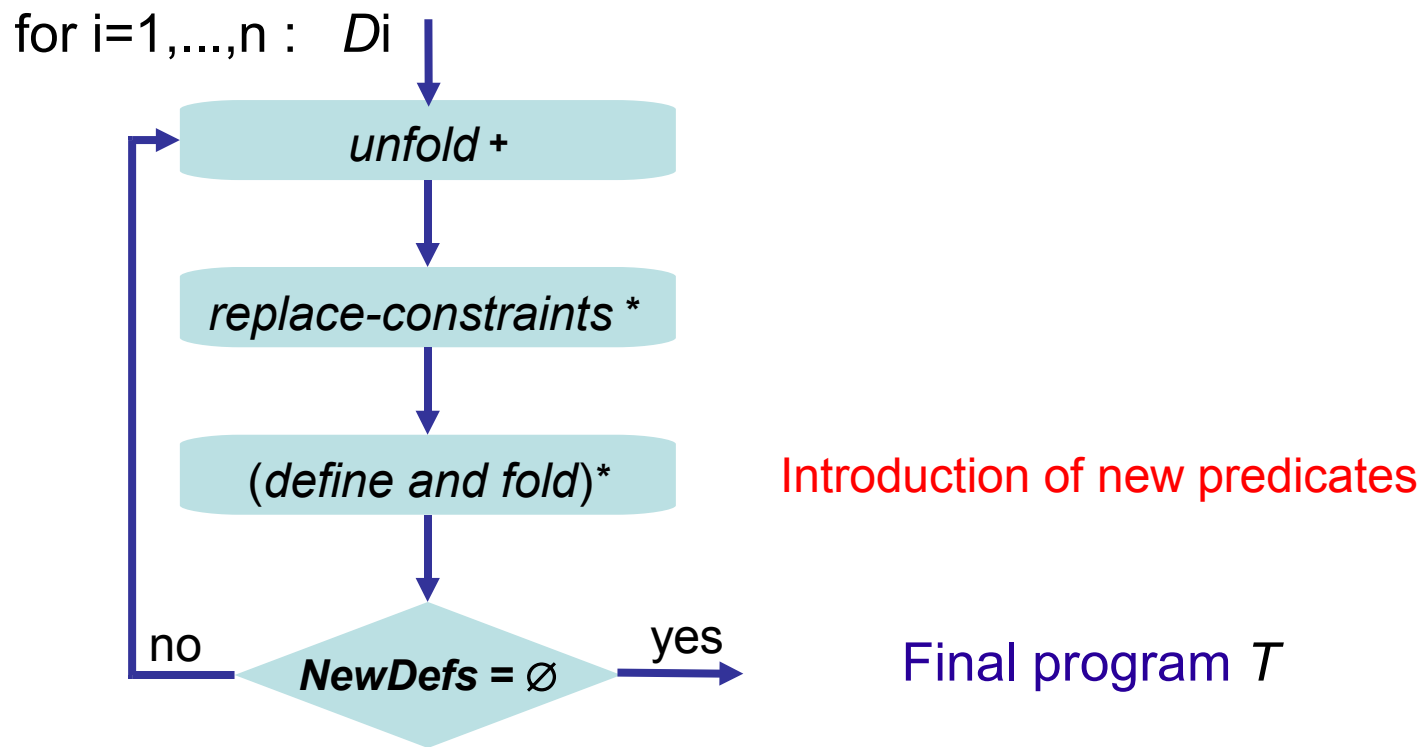 for i=1,...,n : Di
unfold +
replace-constraints *
(define and fold)*
Introduction of new predicates
no
NewDefs = ∅
yes
Final program T